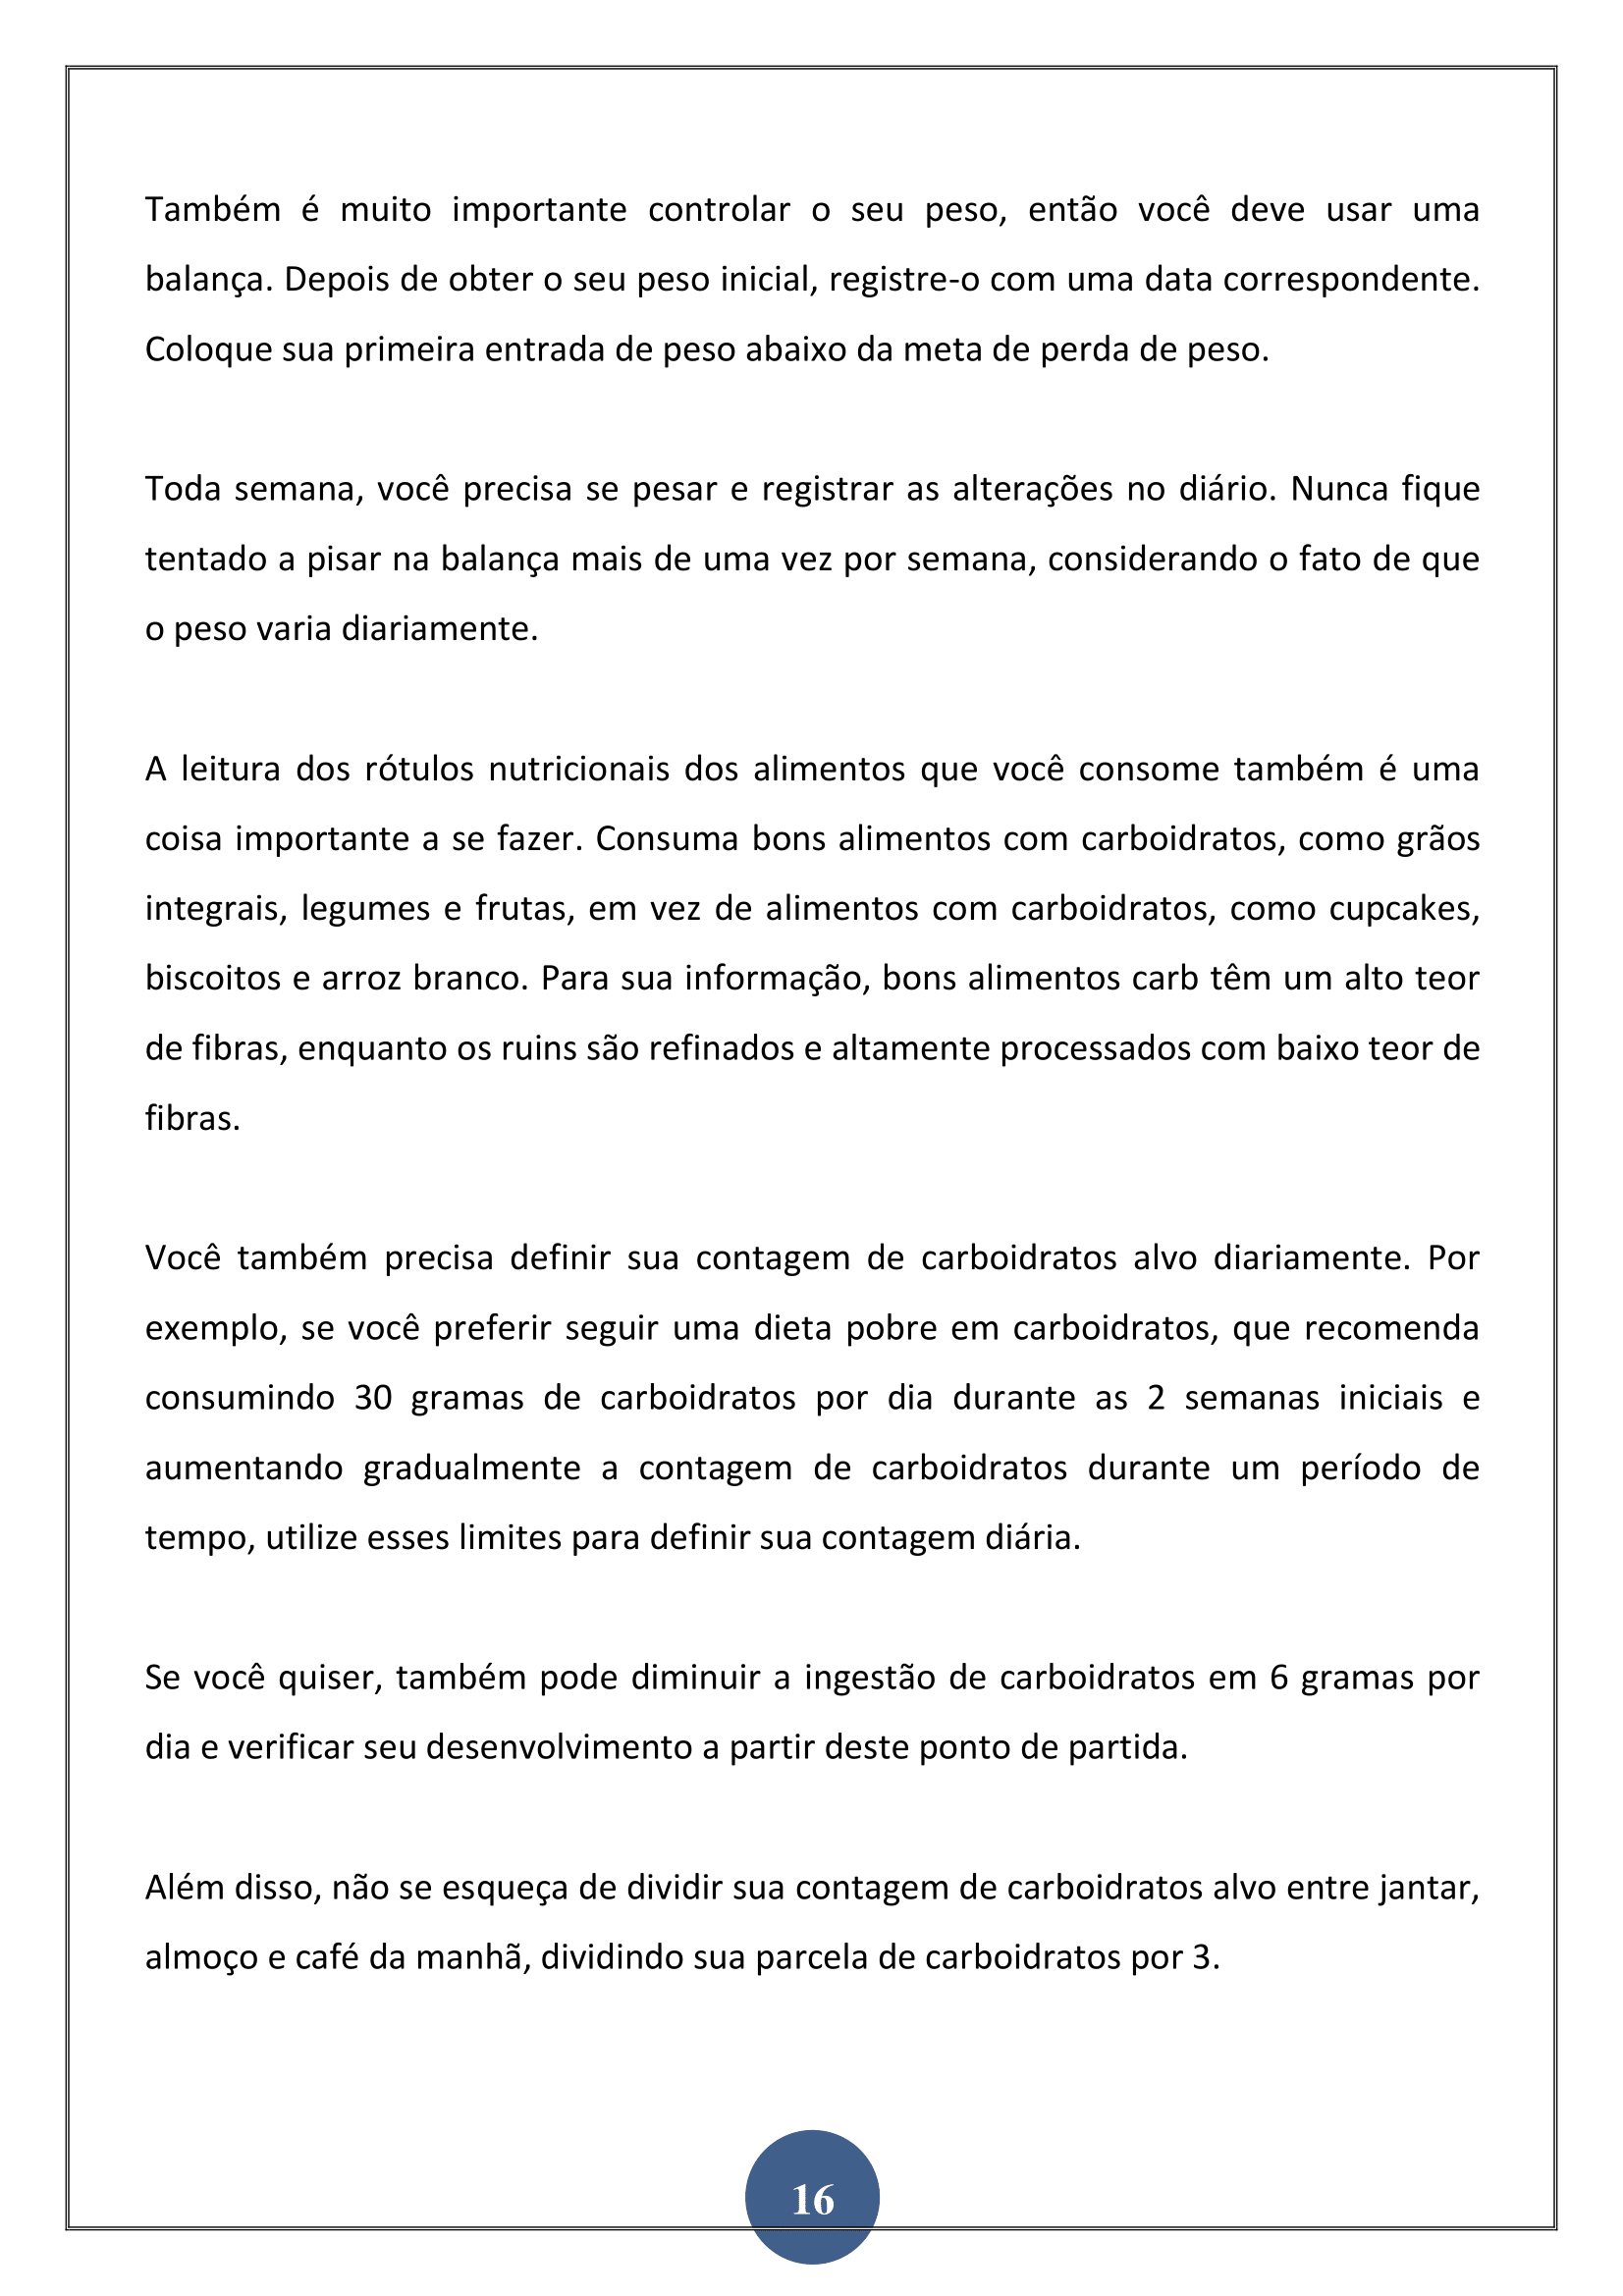 Também é muito importante controlar o seu peso, então você deve usar uma
balança. Depois de obter o seu peso inicial, registre-o com uma data correspondente.
Coloque sua primeira entrada de peso abaixo da meta de perda de peso.
Toda semana, você precisa se pesar e registrar as alterações no diário. Nunca fique
tentado a pisar na balança mais de uma vez por semana, considerando o fato de que
o peso varia diariamente.
A leitura dos rótulos nutricionais dos alimentos que você consome também é uma
coisa importante a se fazer. Consuma bons alimentos com carboidratos, como grãos
integrais, legumes e frutas, em vez de alimentos com carboidratos, como cupcakes,
biscoitos e arroz branco. Para sua informação, bons alimentos carb têm um alto teor
de fibras, enquanto os ruins são refinados e altamente processados com baixo teor de
fibras.
Você também precisa definir sua contagem de carboidratos alvo diariamente. Por
exemplo, se você preferir seguir uma dieta pobre em carboidratos, que recomenda
consumindo 30 gramas de carboidratos por dia durante as 2 semanas iniciais e
aumentando gradualmente a contagem de carboidratos durante um período de
tempo, utilize esses limites para definir sua contagem diária.
Se você quiser, também pode diminuir a ingestão de carboidratos em 6 gramas por
dia e verificar seu desenvolvimento a partir deste ponto de partida.
Além disso, não se esqueça de dividir sua contagem de carboidratos alvo entre jantar,
almoço e café da manhã, dividindo sua parcela de carboidratos por 3.
16